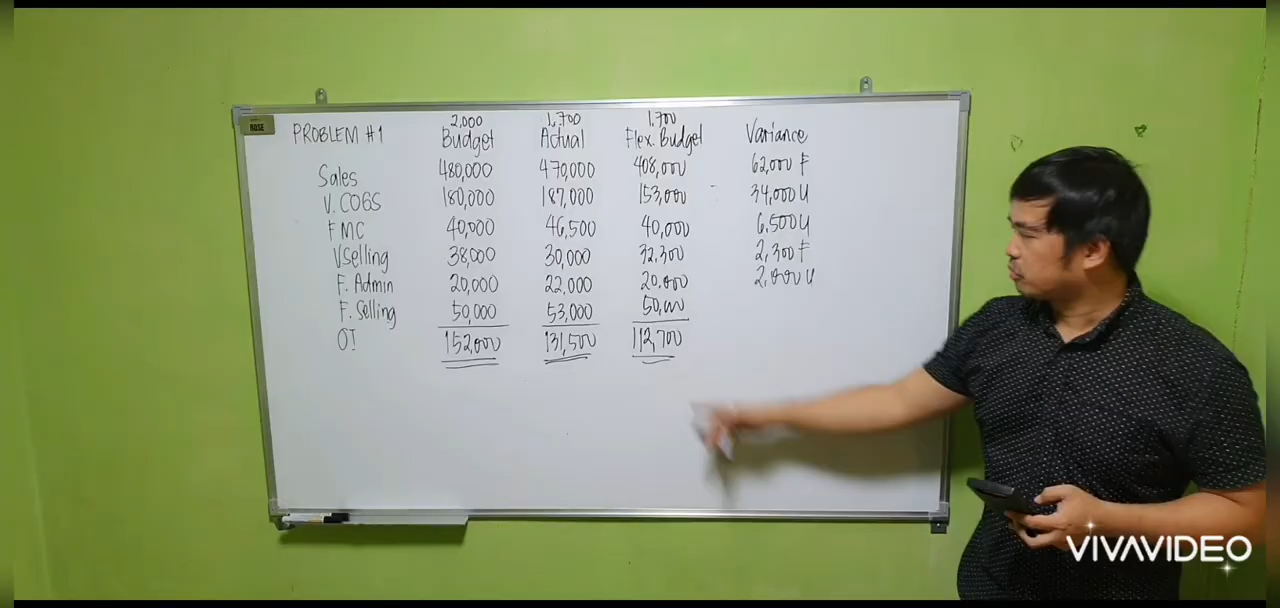 ROSE
PROBLEM #1
2,000 1,700 1,700
Budget Actual Flex. Budget Variance
Sales 480,000 470,000 408,000 62,000 F
V. COGS 180,000 187,000 153,000 34,000 U
FMC 40,000 46,500 40,000 6,500 U
V Selling 38,000 30,000 32,300 2,300 F
F. Admin 20,000 22,000 20,000 2,000 U
F. Selling 50,000 53,000 50,000
OI 152,000 131,500 112,700
VIVAVIDEO